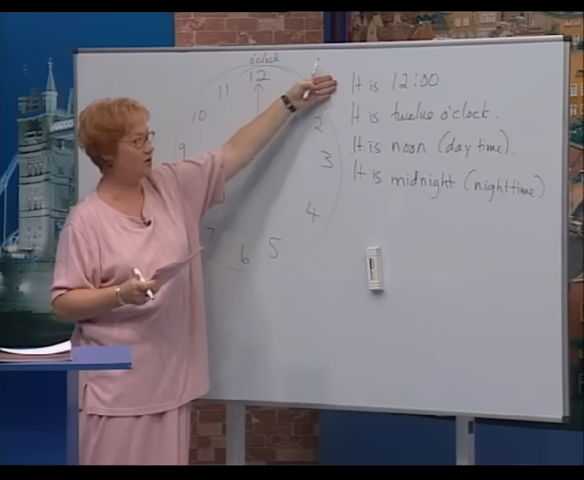 o'clock
12
11
10
2
9
3
4
7
6
5
It is 12:00
It is twelve o'clock.
It is noon (day time).
It is midnight (nighttime)